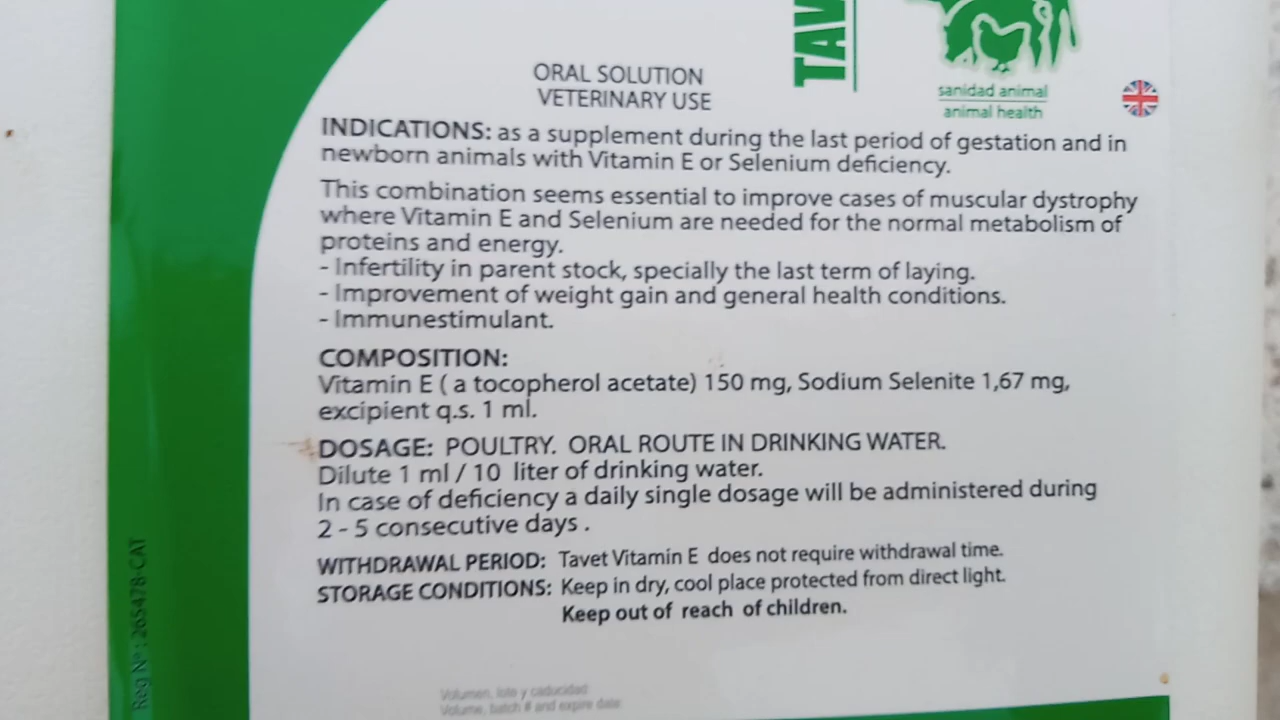 TAV
sanidad animal
animal health
ORAL SOLUTION
VETERINARY USE
INDICATIONS: as a supplement during the last period of gestation and in
newborn animals with Vitamin E or Selenium deficiency.
This combination seems essential to improve cases of muscular dystrophy
where Vitamin E and Selenium are needed for the normal metabolism of
proteins and energy.
- Infertility in parent stock, specially the last term of laying.
- Improvement of weight gain and general health conditions.
- Immunestimulant.
COMPOSITION:
Vitamin E ( a tocopherol acetate) 150 mg, Sodium Selenite 1,67 mg,
excipient q.s. 1 ml.
DOSAGE: POULTRY. ORAL ROUTE IN DRINKING WATER.
Dilute 1 ml / 10 liter of drinking water.
In case of deficiency a daily single dosage will be administered during
2 - 5 consecutive days .
WITHDRAWAL PERIOD: Tavet Vitamin E does not require withdrawal time.
STORAGE CONDITIONS: Keep in dry, cool place protected from direct light.
Keep out of reach of children.
Reg Nº : 265478-CAT
Volumen, lote y caducidad
Volume, batch # and expire date